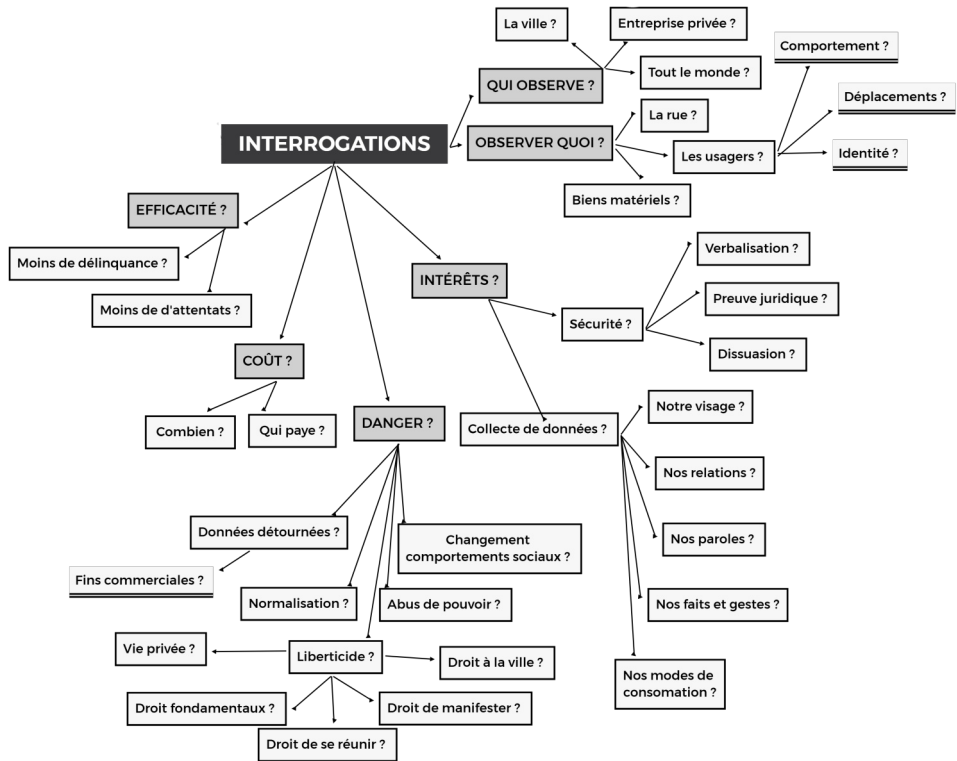 La ville ?
Entreprise privée ?
Comportement ?
QUI OBSERVE ?
Tout le monde ?
Déplacements ?
La rue ?
INTERROGATIONS
OBSERVER QUOI ?
Les usagers ?
Identité ?
Biens matériels ?
EFFICACITÉ ?
Moins de délinquance ?
Moins de d'attentats ?
INTÉRÊTS ?
Verbalisation ?
Preuve juridique ?
Sécurité ?
Dissuasion ?
COÛT ?
Combien ?
Qui paye ?
DANGER ?
Collecte de données ?
Notre visage ?
Nos relations ?
Nos paroles ?
Nos faits et gestes ?
Nos modes de
consomation ?
Données détournées ?
Changement
comportements sociaux ?
Fins commerciales ?
Normalisation ?
Abus de pouvoir ?
Vie privée ?
Liberticide ?
Droit à la ville ?
Droit fondamentaux ?
Droit de manifester ?
Droit de se réunir ?